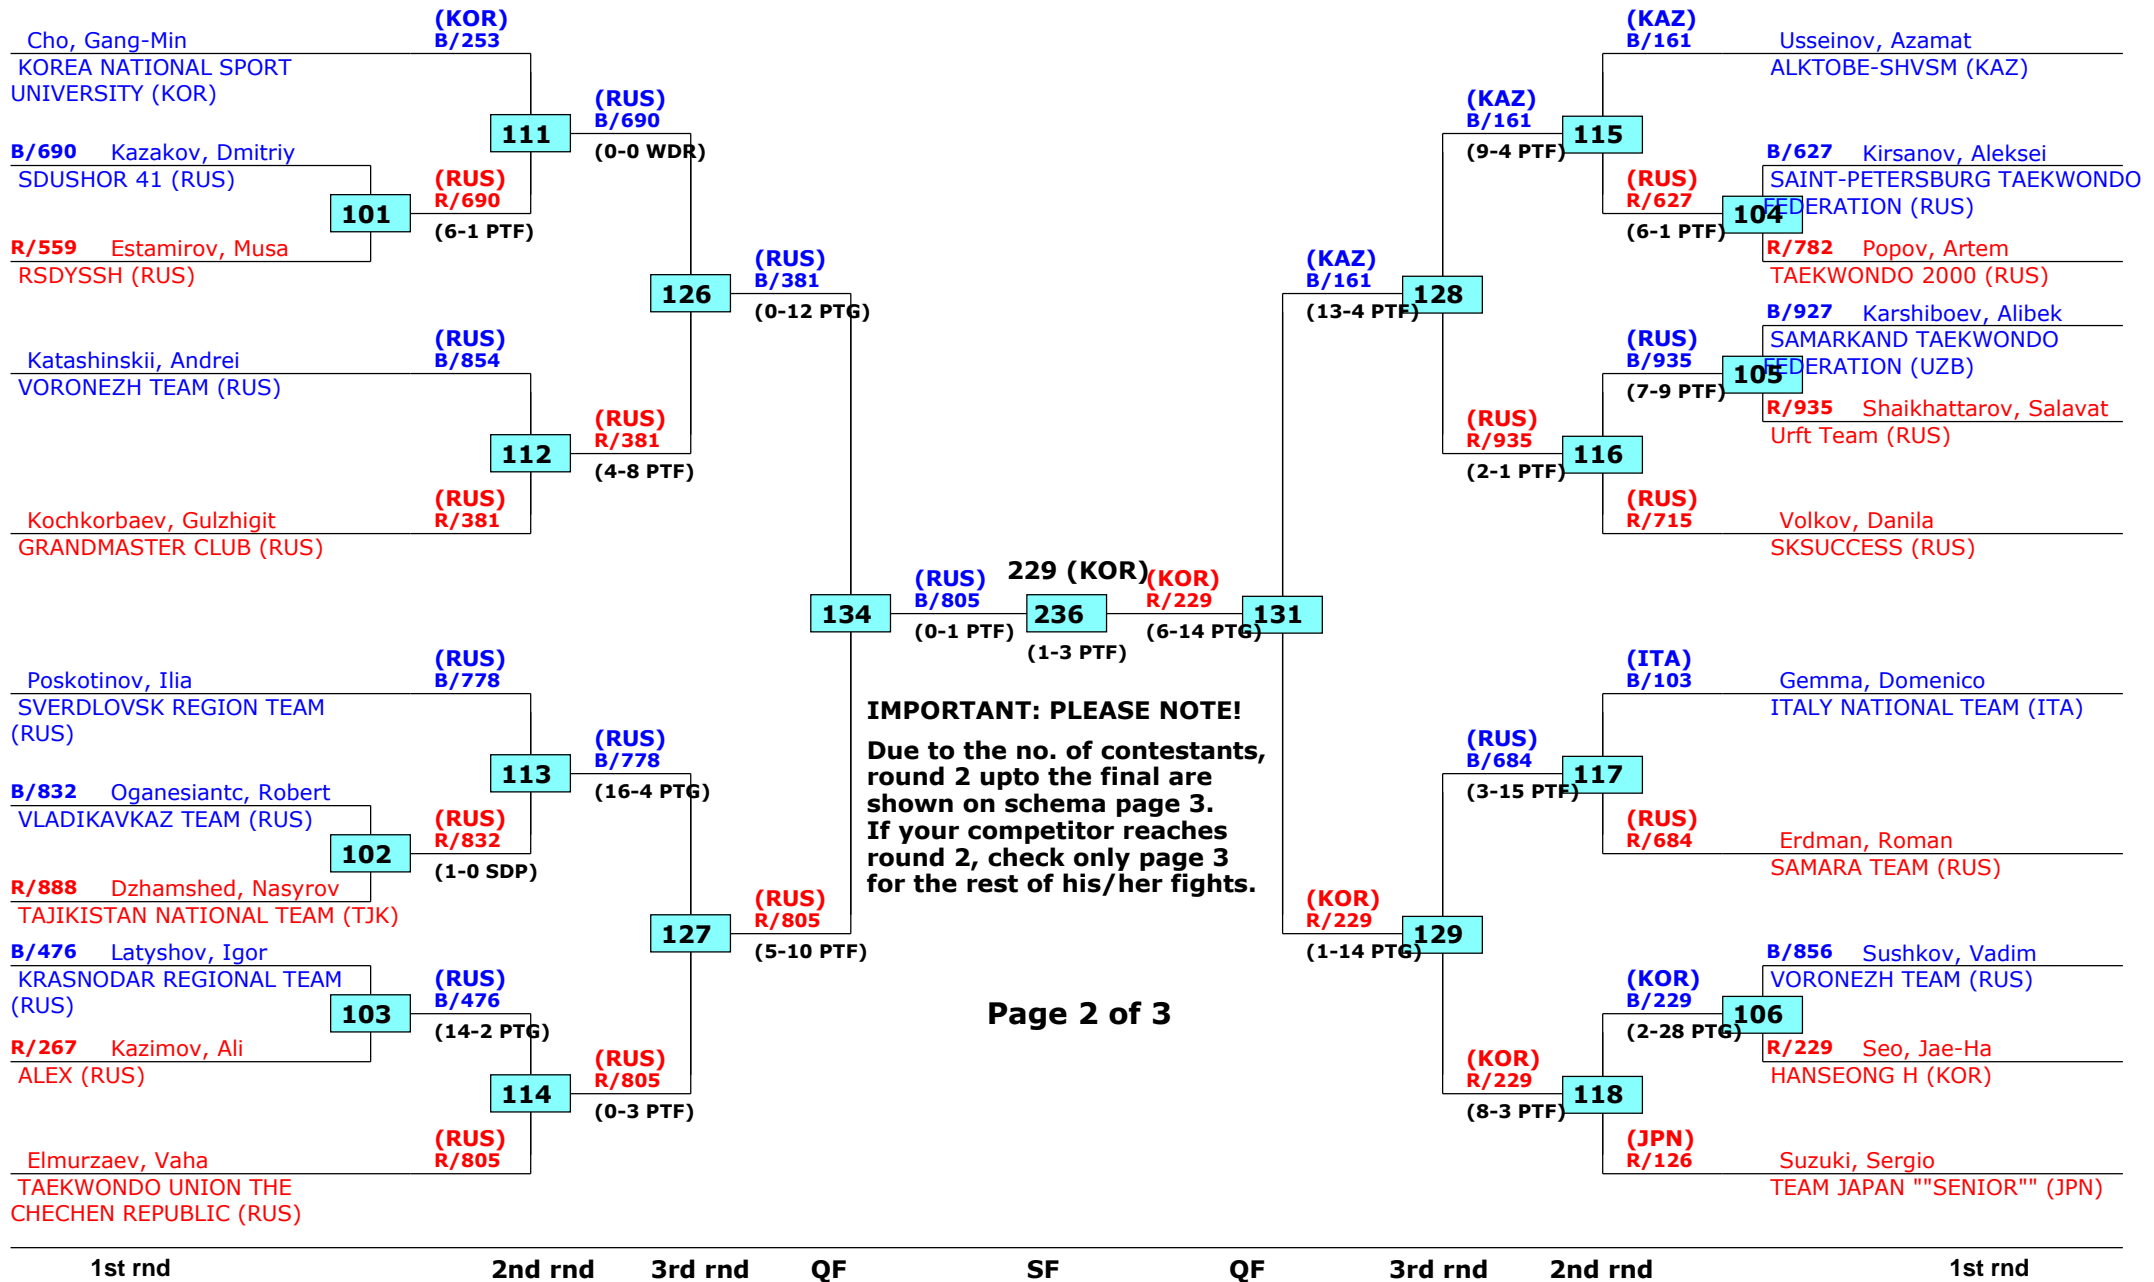 (KOR)
Cho, Gang-Min
B/253
KOREA NATIONAL SPORT
UNIVERSITY (KOR)
111
(RUS)
B/690
(0-0 WDR)
B/690 Kazakov, Dmitriy
SDUSHOR 41 (RUS)
101
(RUS)
R/690
(6-1 PTF)
R/559 Estamirov, Musa
RSDYSSH (RUS)
126
(RUS)
B/381
(0-12 PTG)
(RUS)
Katashinskii, Andrei
B/854
VORONEZH TEAM (RUS)
112
(RUS)
R/381
(4-8 PTF)
(RUS)
Kochkorbaev, Gulzhigit
R/381
GRANDMASTER CLUB (RUS)
134
(RUS)
B/805
(0-1 PTF)
229 (KOR)
236
(1-3 PTF)
(KOR)
R/229
(6-14 PTG)
131
(RUS)
Poskotinov, Ilia
B/778
SVERDLOVSK REGION TEAM
(RUS)
113
(RUS)
B/778
(16-4 PTG)
B/832 Oganesiantc, Robert
VLADIKAVKAZ TEAM (RUS)
102
(RUS)
R/832
(1-0 SDP)
R/888 Dzhamshed, Nasyrov
TAJIKISTAN NATIONAL TEAM (TJK)
127
(RUS)
R/805
(5-10 PTF)
B/476 Latyshov, Igor
KRASNODAR REGIONAL TEAM
(RUS)
103
(RUS)
B/476
(14-2 PTG)
R/267 Kazimov, Ali
ALEX (RUS)
114
(RUS)
R/805
(0-3 PTF)
(RUS)
Elmurzaev, Vaha
R/805
TAEKWONDO UNION THE
CHECHEN REPUBLIC (RUS)
IMPORTANT: PLEASE NOTE!
Due to the no. of contestants,
round 2 upto the final are
shown on schema page 3.
If your competitor reaches
round 2, check only page 3
for the rest of his/her fights.
Page 2 of 3
(KAZ)
B/161
Usseinov, Azamat
ALKTOBE-SHVSM (KAZ)
(KAZ)
B/161
(9-4 PTF)
115
B/627 Kirsanov, Aleksei
SAINT-PETERSBURG TAEKWONDO
FEDERATION (RUS)
(RUS)
R/627
(6-1 PTF)
104
R/782 Popov, Artem
TAEKWONDO 2000 (RUS)
(KAZ)
B/161
(13-4 PTF)
128
B/927 Karshiboev, Alibek
SAMARKAND TAEKWONDO
FEDERATION (UZB)
(RUS)
B/935
(7-9 PTF)
105
R/935 Shaikhattarov, Salavat
Urft Team (RUS)
(RUS)
R/935
(2-1 PTF)
116
(RUS)
R/715
Volkov, Danila
SKSUCCESS (RUS)
(ITA)
B/103
Gemma, Domenico
ITALY NATIONAL TEAM (ITA)
(RUS)
B/684
(3-15 PTF)
117
(RUS)
R/684
Erdman, Roman
SAMARA TEAM (RUS)
(KOR)
R/229
(1-14 PTG)
129
B/856 Sushkov, Vadim
VORONEZH TEAM (RUS)
(KOR)
B/229
(2-28 PTG)
106
R/229 Seo, Jae-Ha
HANSEONG H (KOR)
(KOR)
R/229
(8-3 PTF)
118
(JPN)
R/126
Suzuki, Sergio
TEAM JAPAN ""SENIOR"" (JPN)
1st rnd 2nd rnd 3rd rnd QF SF QF 3rd rnd 2nd rnd 1st rnd